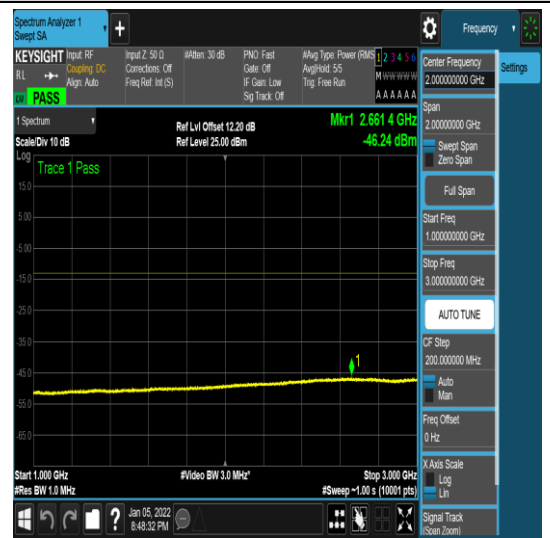 Spectrum Analyzer 1
Swept SA
Frequency
KEYSIGHT
RL
PASS
Input: RF
Coupling: DC
Align: Auto
Input Z: 50 Ω
Corrections: Off
Freq Ref: Int (S)
#Atten: 30 dB
PNO: Fast
Gate: Off
IF Gain: Low
Sig Track: Off
#Avg Type: Power (RMS
Avg|Hold: 5/5
Trig: Free Run
1 2 3 4 5 6
M W W W W W
A A A A A A
Center Frequency
2.000000000 GHz
Settings
Span
2.00000000 GHz
Swept Span
Zero Span
Full Span
Start Freq
1.000000000 GHz
Stop Freq
3.000000000 GHz
AUTO TUNE
CF Step
200.000000 MHz
Auto
Man
Freq Offset
0 Hz
X Axis Scale
Log
Lin
Signal Track
(Span Zoom)
1 Spectrum
Scale/Div 10 dB
Ref Lvl Offset 12.20 dB
Ref Level 25.00 dBm
Mkr1 2.661 4 GHz
-46.24 dBm
Log
Trace 1 Pass
15.0
5.00
-5.00
-15.0
-25.0
-35.0
-45.0
-55.0
-65.0
1
Start 1.000 GHz
#Res BW 1.0 MHz
#Video BW 3.0 MHz*
Stop 3.000 GHz
#Sweep ~1.00 s (10001 pts)
?
Jan 05, 2022
8:48:32 PM